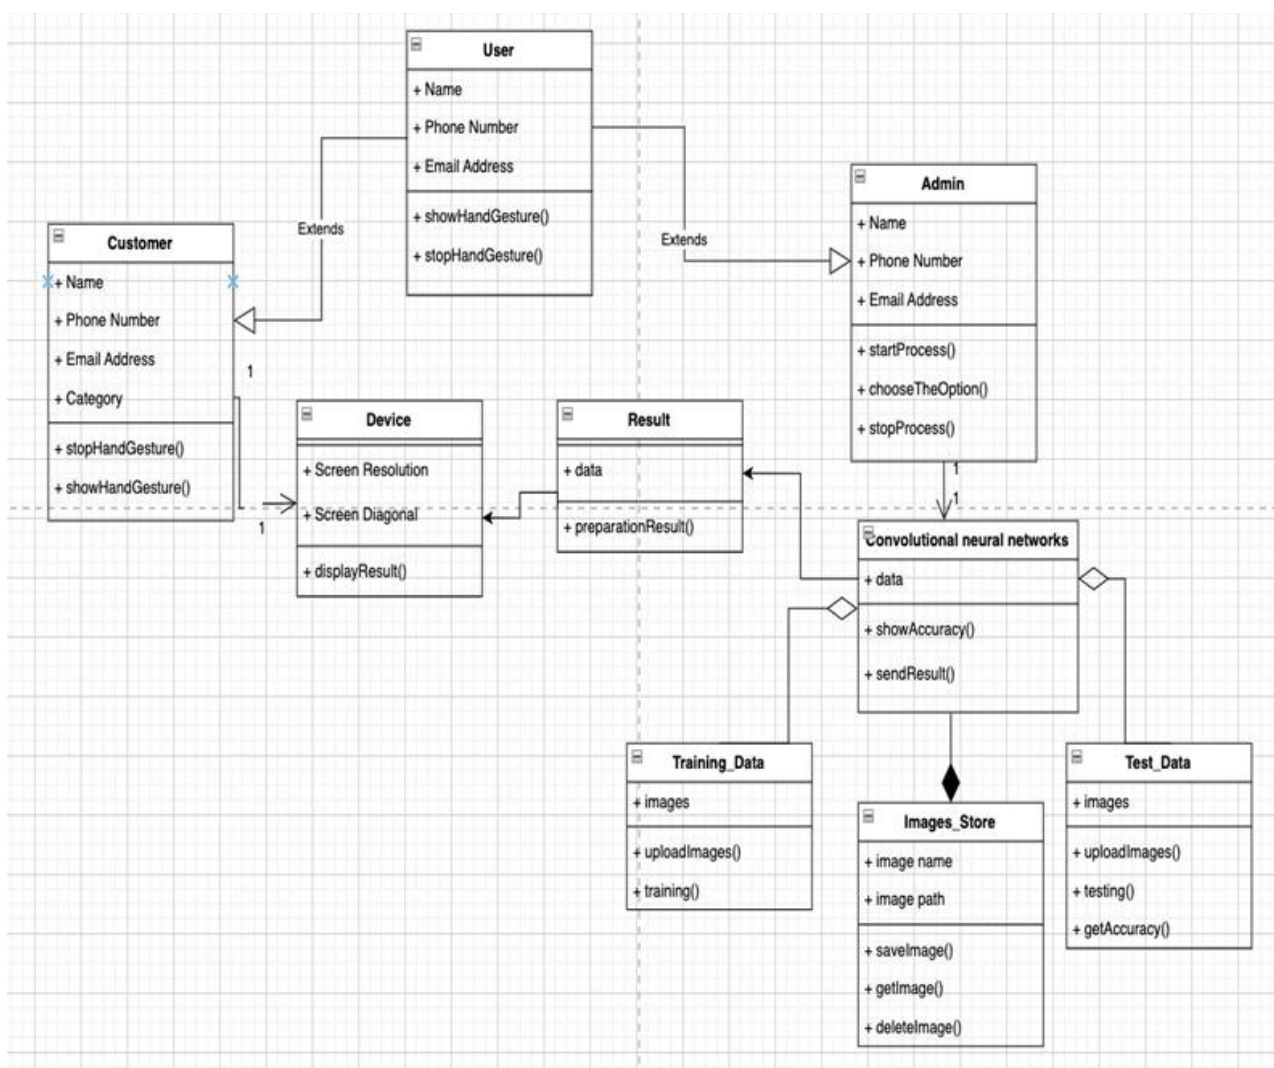 User
+ Name
+ Phone Number
+ Email Address
+ showHandGesture()
+ stopHandGesture()
Extends
Extends
Customer
+ Name
+ Phone Number
+ Email Address
+ Category
+ stopHandGesture()
+ showHandGesture()
1
1
Admin
+ Name
+ Phone Number
+ Email Address
+ startProcess()
+ chooseTheOption()
+ stopProcess()
1
1
Device
+ Screen Resolution
+ Screen Diagonal
+ displayResult()
Result
+ data
+ preparationResult()
Convolutional neural networks
+ data
+ showAccuracy()
+ sendResult()
Training_Data
+ images
+ uploadImages()
+ training()
Images_Store
+ image name
+ image path
+ saveImage()
+ getImage()
+ deleteImage()
Test_Data
+ images
+ uploadImages()
+ testing()
+ getAccuracy()